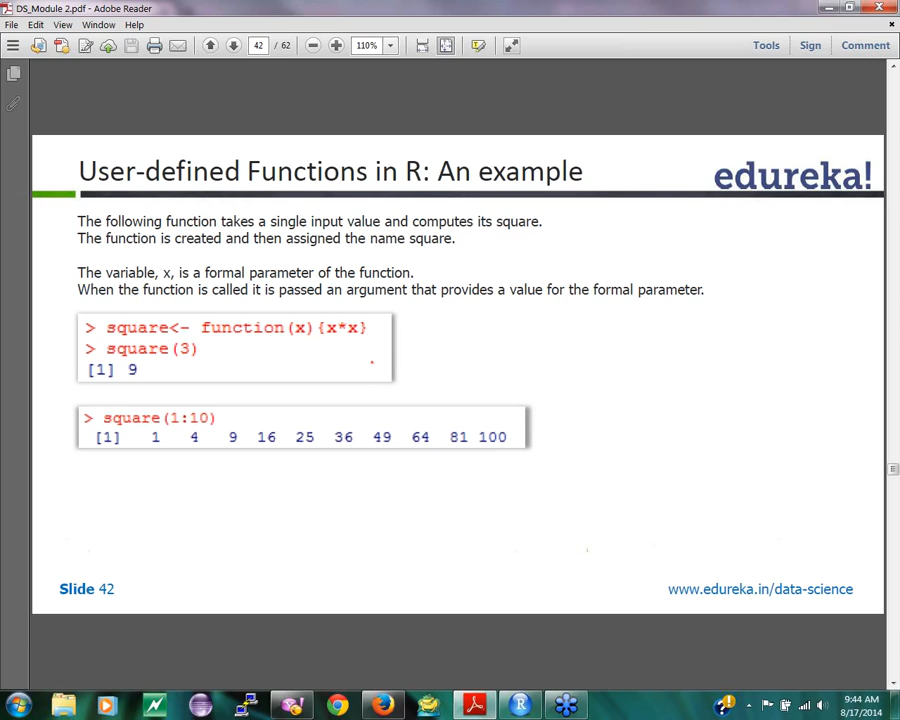 DS_Module 2.pdf - Adobe Reader
File Edit View Window Help
42 / 62 110% Tools Sign Comment
User-defined Functions in R: An example
edureka!
The following function takes a single input value and computes its square.
The function is created and then assigned the name square.
The variable, x, is a formal parameter of the function.
When the function is called it is passed an argument that provides a value for the formal parameter.
> square<- function(x){x*x}
> square(3)
[1] 9
> square(1:10)
[1] 1 4 9 16 25 36 49 64 81 100
Slide 42
www.edureka.in/data-science
9:44 AM
8/17/2014